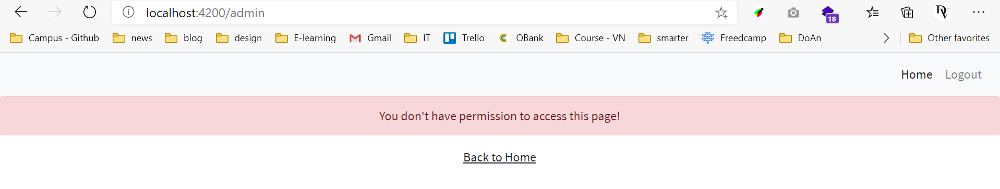 localhost:4200/admin
18
Campus - Github news blog design E-learning Gmail IT Trello OBank Course - VN smarter Freedcamp DoAn Other favorites
Home Logout
You don't have permission to access this page!
Back to Home